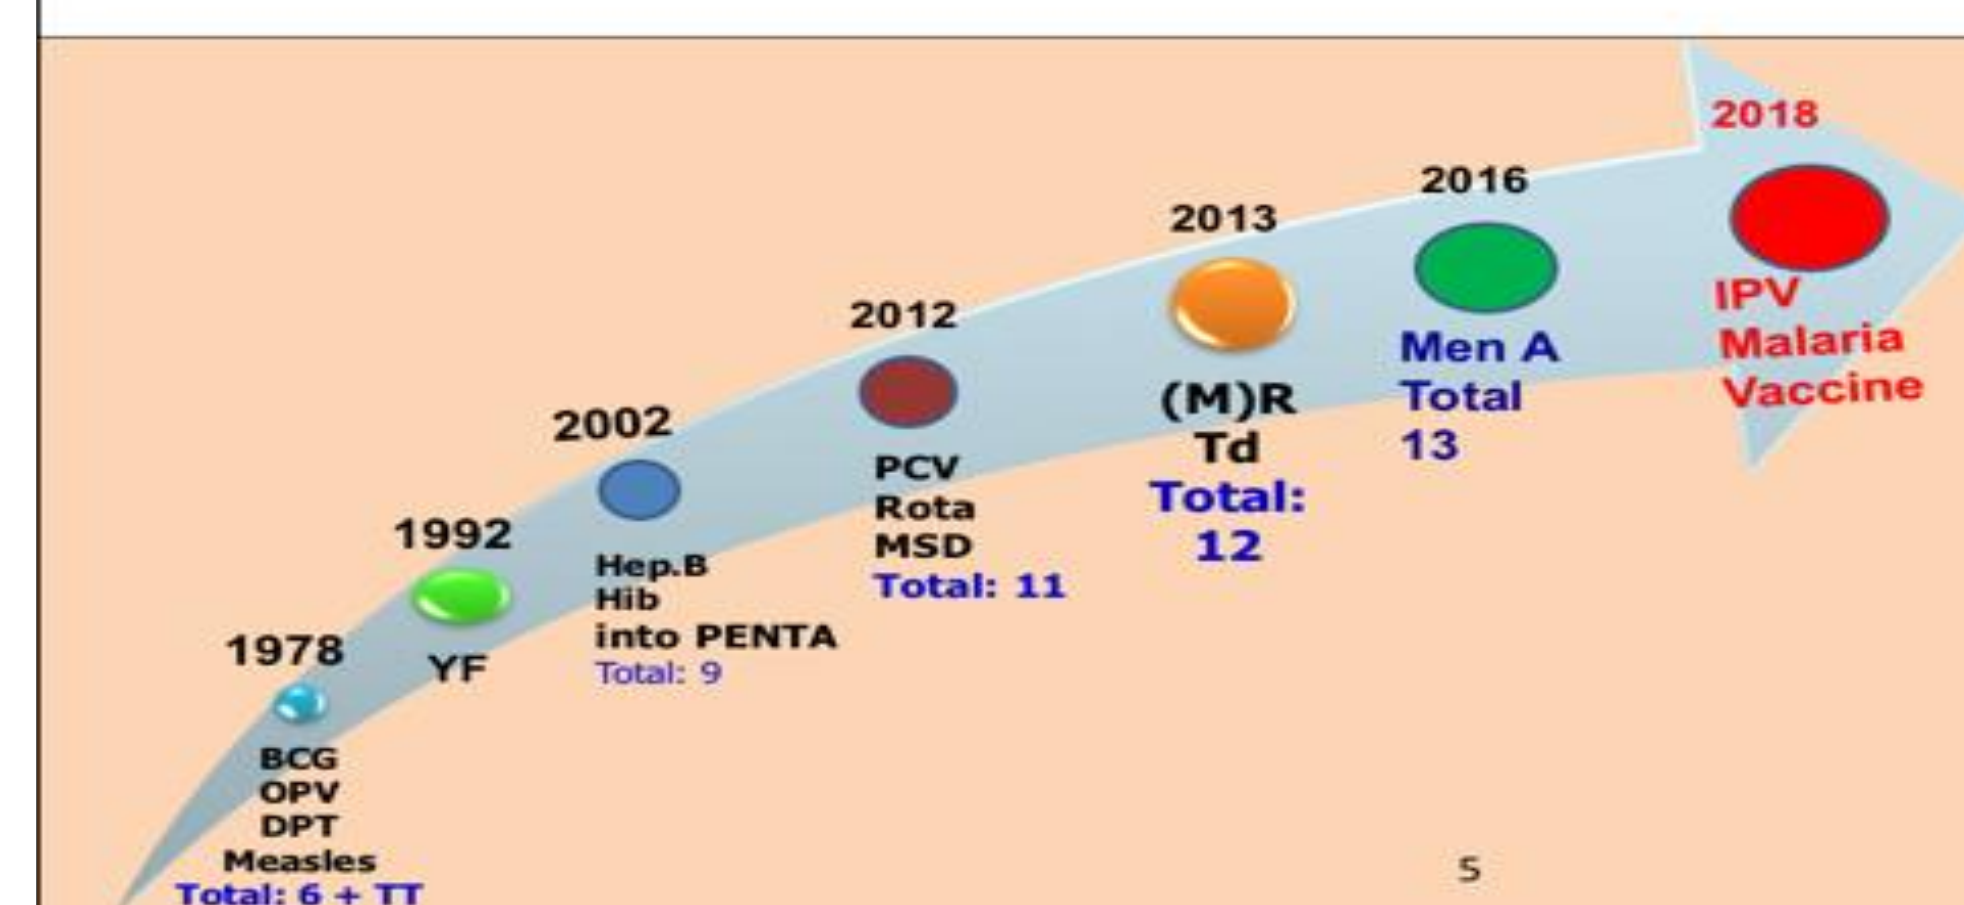 1978
BCG
OPV
DPT
Measles
Total: 6 + TT
1992
YF
2002
Hep.B
Hib
into PENTA
Total: 9
2012
PCV
Rota
MSD
Total: 11
2013
(M)R
Td
Total:
12
2016
Men A
Total
13
2018
IPV
Malaria
Vaccine
5